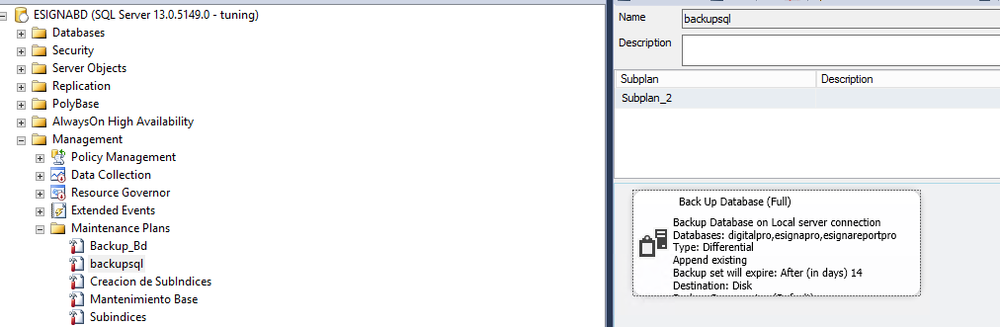 ESIGNABD (SQL Server 13.0.5149.0 - tuning)
Databases
Security
Server Objects
Replication
PolyBase
AlwaysOn High Availability
Management
Policy Management
Data Collection
Resource Governor
Extended Events
Maintenance Plans
Backup_Bd
backupsql
Creacion de SubIndices
Mantenimiento Base
Subindices
Name
backupsql
Description
Subplan
Description
Subplan_2
Back Up Database (Full)
Backup Database on Local server connection
Databases: digitalpro,esignapro,esignareportpro
Type: Differential
Append existing
Backup set will expire: After (in days) 14
Destination: Disk